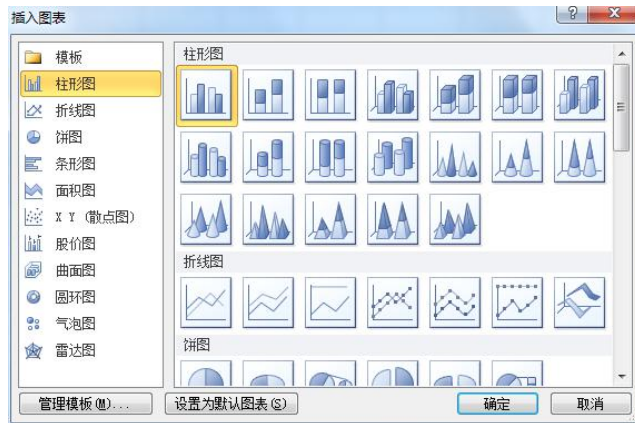 插入图表
模板
柱形图
折线图
饼图
条形图
面积图
X Y (散点图)
股价图
曲面图
圆环图
气泡图
雷达图
柱形图
折线图
饼图
管理模板(M)...
设置为默认图表(S)
确定
取消